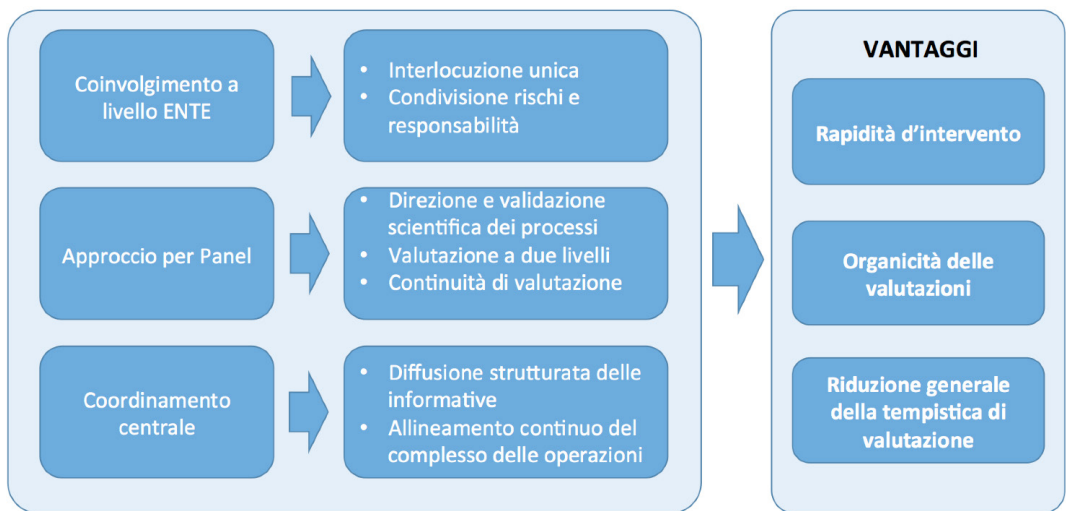 Coinvolgimento a
livello ENTE
• Interlocuzione unica
• Condivisione rischi e
responsabilità
Approccio per Panel
• Direzione e validazione
scientifica dei processi
• Valutazione a due livelli
• Continuità di valutazione
Coordinamento
centrale
• Diffusione strutturata delle
informative
• Allineamento continuo del
complesso delle operazioni
VANTAGGI
Rapidità d’intervento
Organicità delle
valutazioni
Riduzione generale
della tempistica di
valutazione